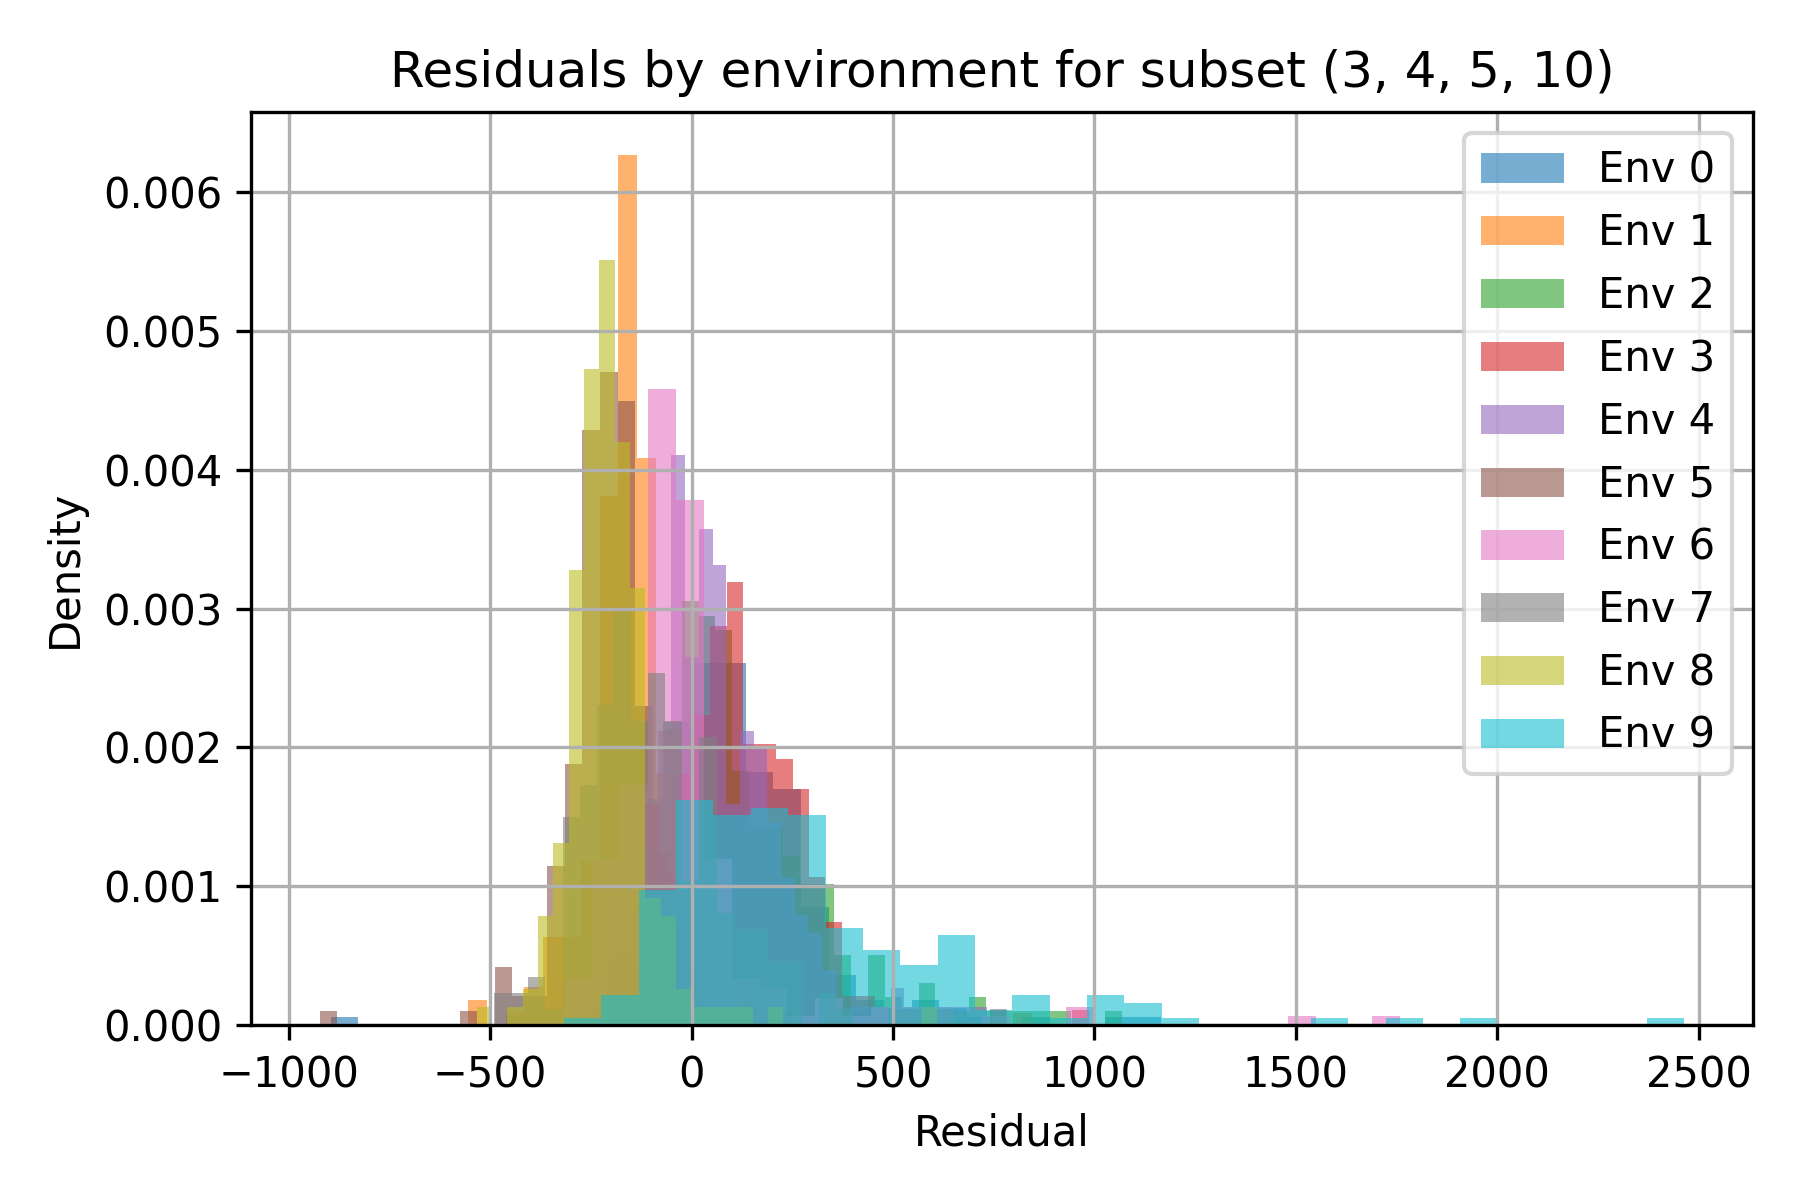 Residuals by environment for subset (3, 4, 5, 10)
Env 0
Env 1
Env 2
Env 3
Env 4
Env 5
Env 6
Env 7
Env 8
Env 9
Density
0.006
0.005
0.004
0.003
0.002
0.001
0.000
−1000 −500 0 500 1000 1500 2000 2500
Residual